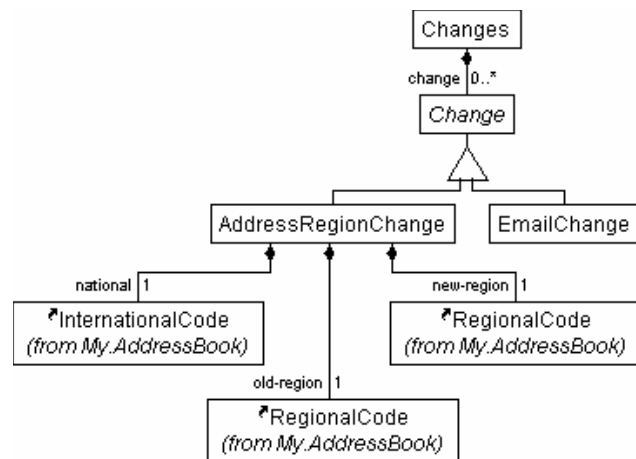 Changes
change 0..*
Change
AddressRegionChange EmailChange
national 1 new-region 1
InternationalCode RegionalCode
(from My.AddressBook) (from My.AddressBook)
old-region 1
RegionalCode
(from My.AddressBook)